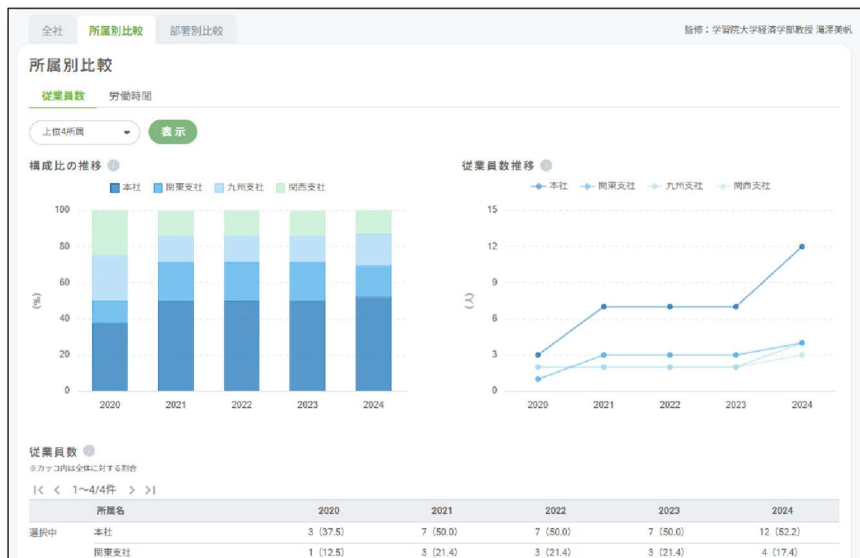 全社 所属別比較 部署別比較 監修：学習院大学経済学部教授 滝澤美帆
所属別比較
従業員数 労働時間
上位4所属 表示
構成比の推移
本社 関東支社 九州支社 関西支社
(%)
100
80
60
40
20
0
2020 2021 2022 2023 2024
従業員数推移
本社 関東支社 九州支社 関西支社
(人)
15
12
9
6
3
0
2020 2021 2022 2023 2024
従業員数
※カッコ内は全体に対する割合
1〜4/4件
所属名 2020 2021 2022 2023 2024
選択中 本社 3 (37.5) 7 (50.0) 7 (50.0) 7 (50.0) 12 (52.2)
関東支社 1 (12.5) 3 (21.4) 3 (21.4) 3 (21.4) 4 (17.4)